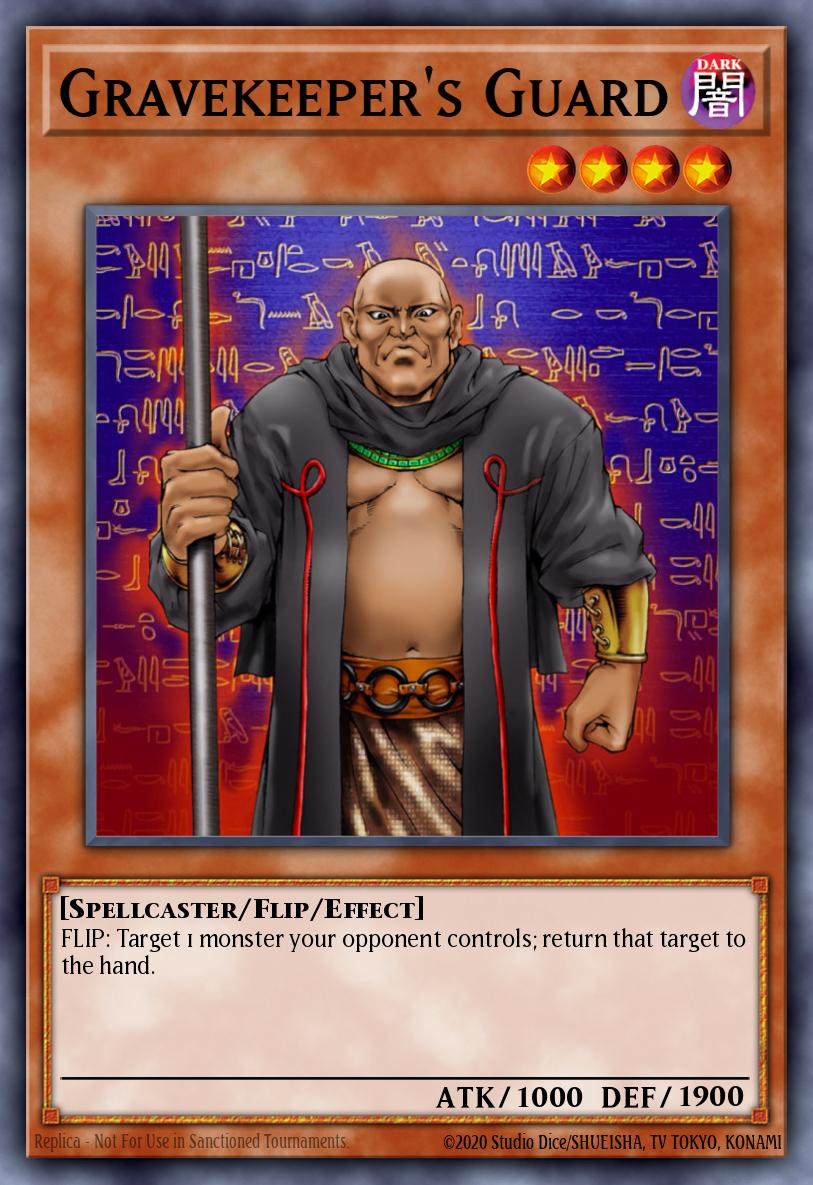 GRAVEKEEPER'S GUARD
DARK
闇
[SPELLCASTER/FLIP/EFFECT]
FLIP: Target 1 monster your opponent controls; return that target to
the hand.
ATK/1000 DEF/1900
Replica - Not For Use in Sanctioned Tournaments.
©2020 Studio Dice/SHUEISHA, TV TOKYO, KONAMI